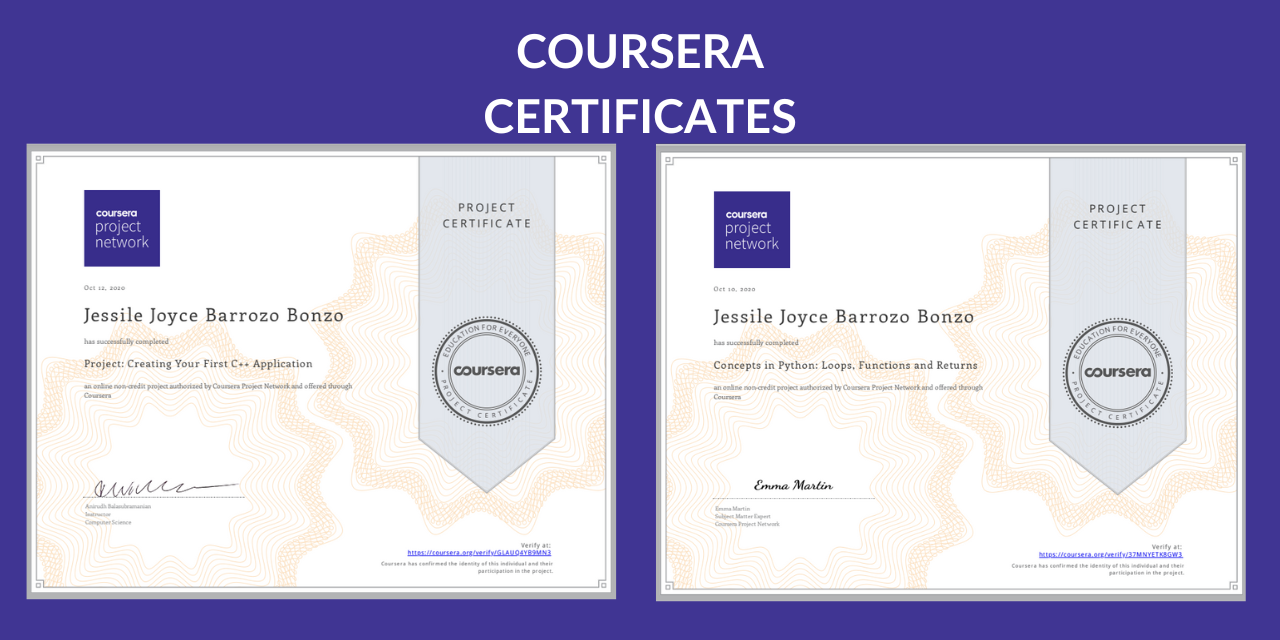 COURSERA
CERTIFICATES
coursera
project
network
PROJECT
CERTIFICATE
Oct 12, 2020
Jessile Joyce Barrozo Bonzo
has successfully completed
Project: Creating Your First C++ Application
an online non-credit project authorized by Coursera Project Network and offered through
Coursera
EDUCATION FOR EVERYONE
coursera
PROJECT CERTIFICATE
Anirudh Balasubramanian
Instructor
Computer Science
Verify at:
https://coursera.org/verify/GLAUQ4YB9MN3
Coursera has confirmed the identity of this individual and their
participation in the project.
coursera
project
network
PROJECT
CERTIFICATE
Oct 10, 2020
Jessile Joyce Barrozo Bonzo
has successfully completed
Concepts in Python: Loops, Functions and Returns
an online non-credit project authorized by Coursera Project Network and offered through
Coursera
EDUCATION FOR EVERYONE
coursera
PROJECT CERTIFICATE
Emma Martin
Emma Martin
Subject Matter Expert
Coursera Project Network
Verify at:
https://coursera.org/verify/37MNYETK8GW3
Coursera has confirmed the identity of this individual and their
participation in the project.